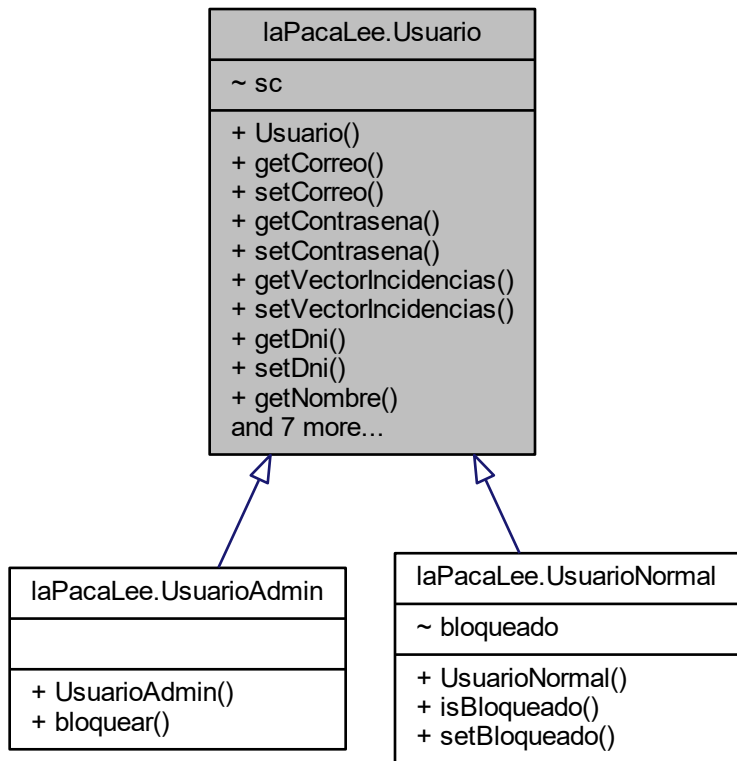 laPacaLee.Usuario
~ sc
+ Usuario()
+ getCorreo()
+ setCorreo()
+ getContrasena()
+ setContrasena()
+ getVectorIncidencias()
+ setVectorIncidencias()
+ getDni()
+ setDni()
+ getNombre()
and 7 more...
laPacaLee.UsuarioAdmin
+ UsuarioAdmin()
+ bloquear()
laPacaLee.UsuarioNormal
~ bloqueado
+ UsuarioNormal()
+ isBloqueado()
+ setBloqueado()